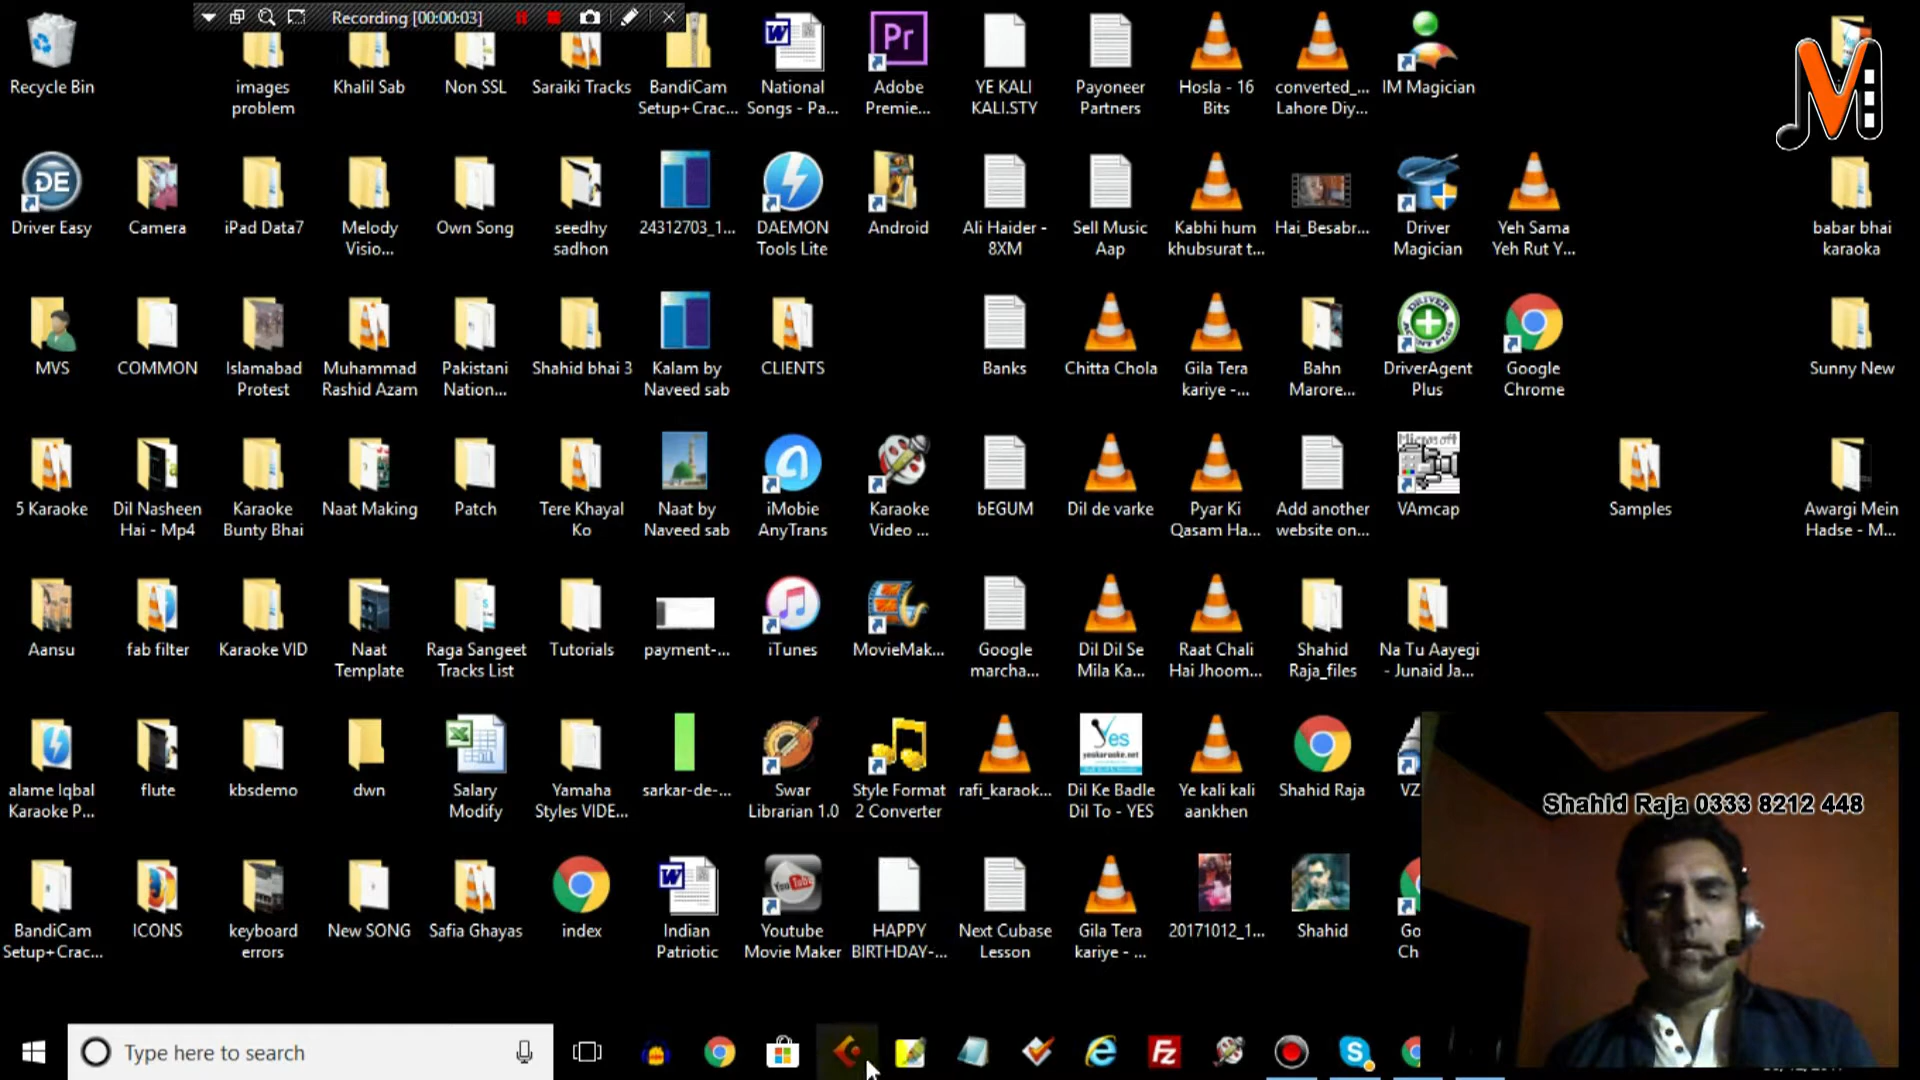 Recording [00:00:03]
Recycle Bin
images problem
Khalil Sab
Non SSL
Saraiki Tracks
BandiCam Setup+Crac...
National Songs - Pa...
Pr
Adobe Premie...
YE KALI KALI.STY
Payoneer Partners
Hosla - 16 Bits
converted_... Lahore Diy...
IM Magician
DE
Driver Easy
Camera
iPad Data7
Melody Visio...
Own Song
seedhy sadhon
24312703_1...
DAEMON Tools Lite
Android
Ali Haider - 8XM
Sell Music Aap
Kabhi hum khubsurat t...
Hai_Besabr...
Driver Magician
Yeh Sama Yeh Rut Y...
babar bhai karaoka
MVS
COMMON
Islamabad Protest
Muhammad Rashid Azam
Pakistani Nation...
Shahid bhai 3
Kalam by Naveed sab
CLIENTS
Banks
Chitta Chola
Gila Tera kariye -...
Bahn Marore...
DriverAgent Plus
Google Chrome
Sunny New
5 Karaoke
Dil Nasheen Hai - Mp4
Karaoke Bunty Bhai
Naat Making
Patch
Tere Khayal Ko
Naat by Naveed sab
iMobie AnyTrans
Karaoke Video ...
bEGUM
Dil de varke
Pyar Ki Qasam Ha...
Add another website on...
Microsoft
VAmcap
Samples
Awargi Mein Hadse - M...
Aansu
fab filter
Karaoke VID
Naat Template
Raga Sangeet Tracks List
Tutorials
payment-...
iTunes
MovieMak...
Google marcha...
Dil Dil Se Mila Ka...
Raat Chali Hai Jhoom...
Shahid Raja_files
Na Tu Aayegi - Junaid Ja...
alame Iqbal Karaoke P...
flute
kbsdemo
dwn
Salary Modify
Yamaha Styles VIDE...
sarkar-de-...
Swar Librarian 1.0
Style Format 2 Converter
rafi_karaok...
Yes
Dil Ke Badle Dil To - YES
Ye kali kali aankhen
Shahid Raja
VZ
Shahid Raja 0333 8212 448
BandiCam Setup+Crac...
ICONS
keyboard errors
New SONG
Safia Ghayas
index
Indian Patriotic
YouTube
Youtube Movie Maker
HAPPY BIRTHDAY-...
Next Cubase Lesson
Gila Tera kariye - ...
20171012_1...
Shahid
Go Ch
Type here to search